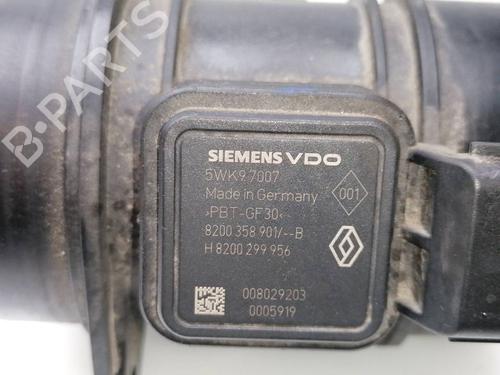 SIEMENS VDO
5WK9 7007
Made in Germany
001
>PBT-GF30<
8200 358 901/--B
H 8200 299 956
008029203
0005919
B-PARTS